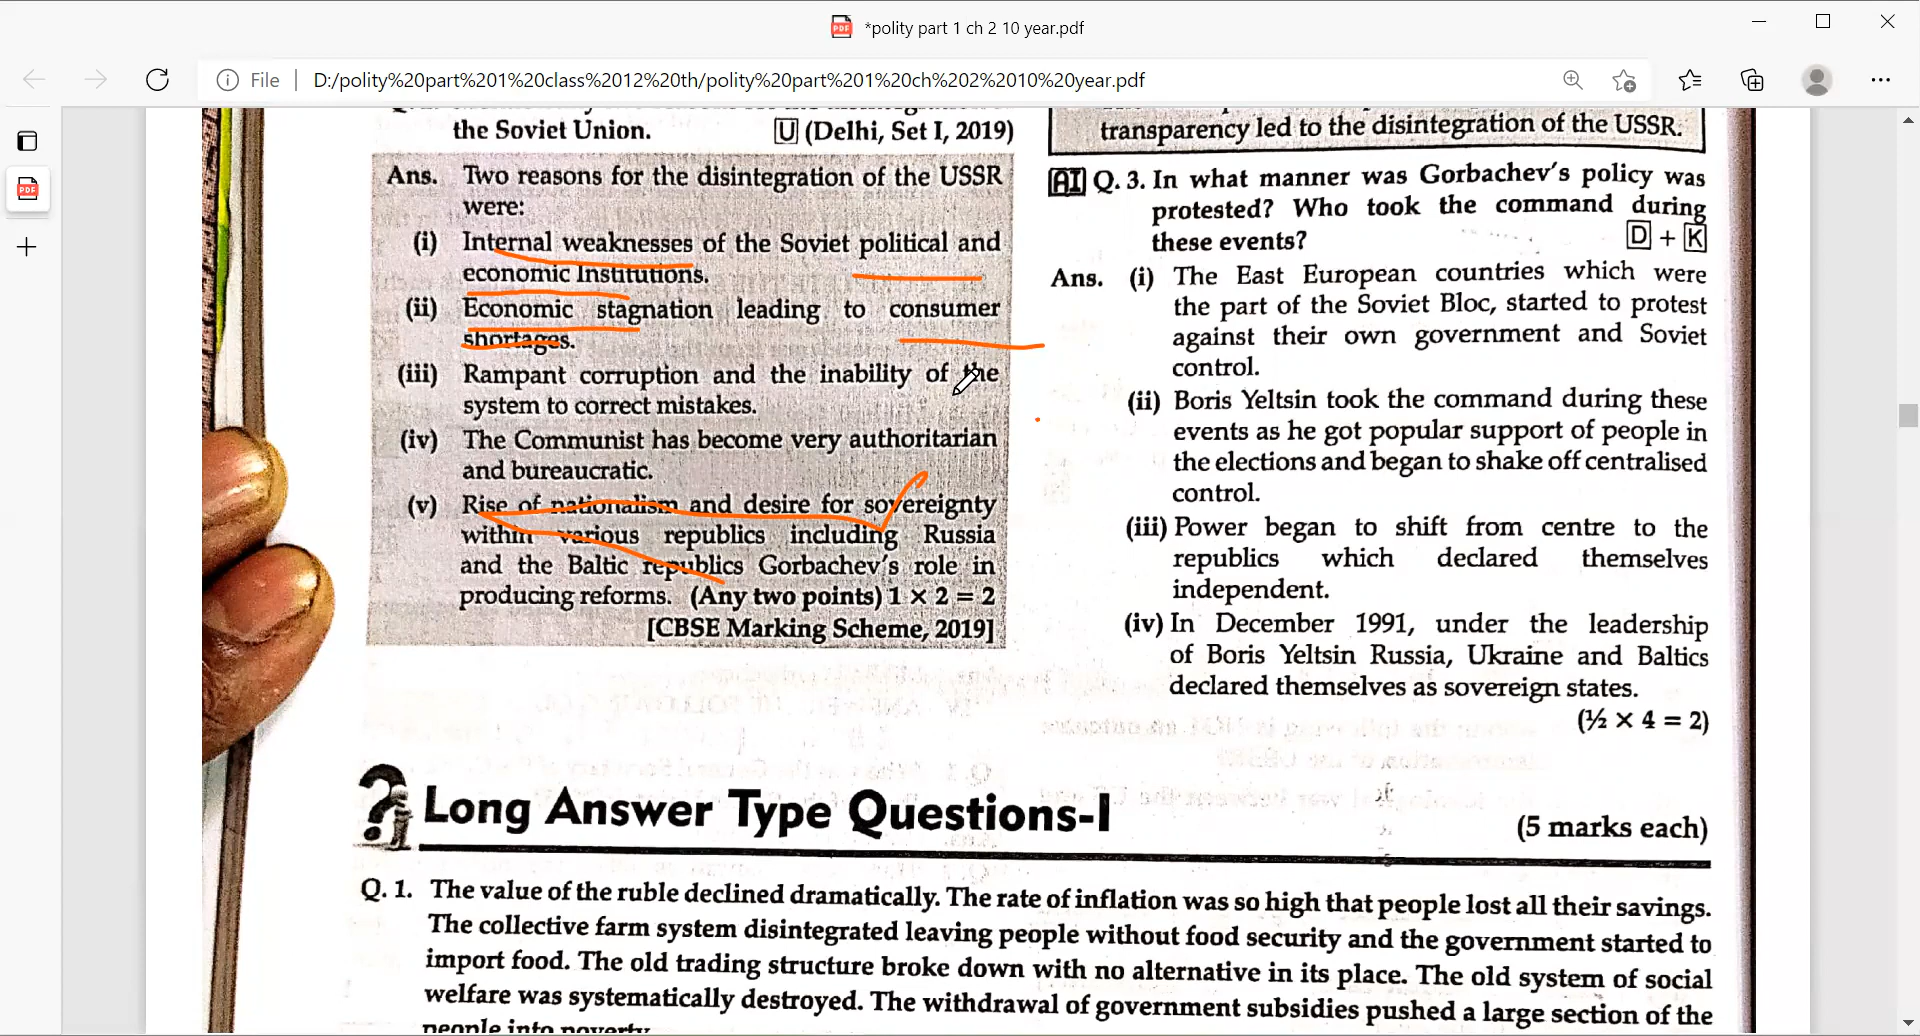 *polity part 1 ch 2 10 year.pdf
File
D:/polity%20part%201%20class%2012%20th/polity%20part%201%20ch%202%2010%20year.pdf
the Soviet Union. U (Delhi, Set I, 2019)
Ans. Two reasons for the disintegration of the USSR
were:
(i) Internal weaknesses of the Soviet political and
economic Institutions.
(ii) Economic stagnation leading to consumer
shortages.
(iii) Rampant corruption and the inability of the
system to correct mistakes.
(iv) The Communist has become very authoritarian
and bureaucratic.
(v) Rise of nationalism and desire for sovereignty
within various republics including Russia
and the Baltic republics Gorbachev's role in
producing reforms. (Any two points) 1 × 2 = 2
[CBSE Marking Scheme, 2019]
transparency led to the disintegration of the USSR.
AI Q. 3. In what manner was Gorbachev's policy was
protested? Who took the command during
these events? D + K
Ans. (i) The East European countries which were
the part of the Soviet Bloc, started to protest
against their own government and Soviet
control.
(ii) Boris Yeltsin took the command during these
events as he got popular support of people in
the elections and began to shake off centralised
control.
(iii) Power began to shift from centre to the
republics which declared themselves
independent.
(iv) In December 1991, under the leadership
of Boris Yeltsin Russia, Ukraine and Baltics
declared themselves as sovereign states.
(½ × 4 = 2)
Long Answer Type Questions-I
(5 marks each)
Q. 1. The value of the ruble declined dramatically. The rate of inflation was so high that people lost all their savings.
The collective farm system disintegrated leaving people without food security and the government started to
import food. The old trading structure broke down with no alternative in its place. The old system of social
welfare was systematically destroyed. The withdrawal of government subsidies pushed a large section of the
people into poverty.